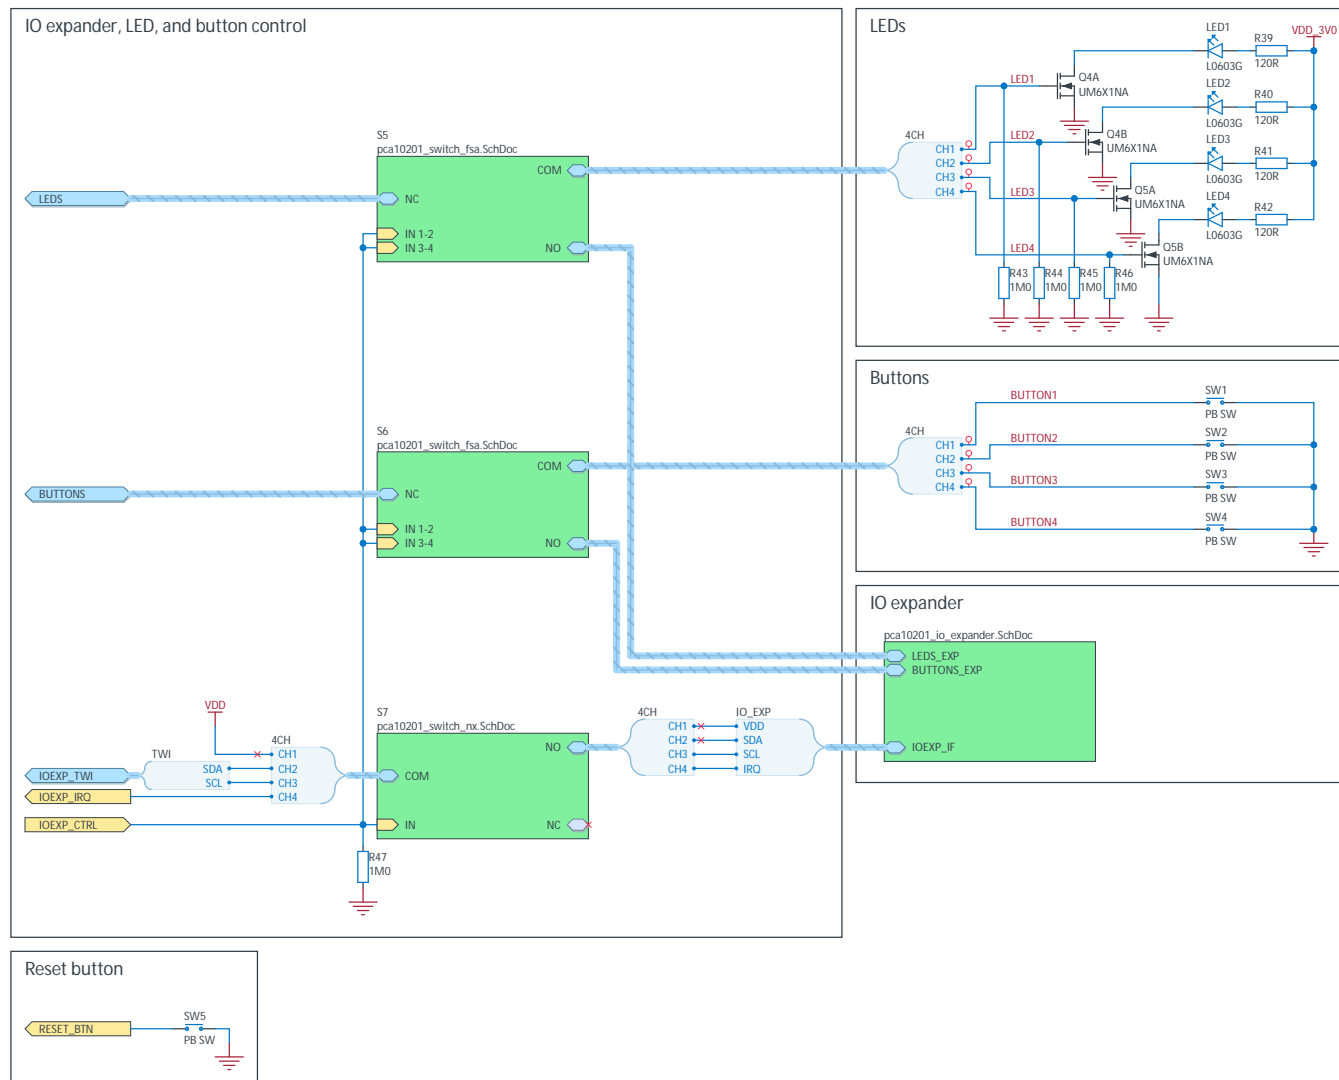 IO expander, LED, and button control
S5
pca10201_switch_fsa.SchDoc
COM
NC
IN 1-2
IN 3-4
NO
LEDS
S6
pca10201_switch_fsa.SchDoc
COM
NC
IN 1-2
IN 3-4
NO
BUTTONS
VDD
TWI
SDA
SCL
4CH
CH1
CH2
CH3
CH4
IOEXP_TWI
IOEXP_IRQ
IOEXP_CTRL
S7
pca10201_switch_nx.SchDoc
NO
COM
IN
NC
R47
1M0
4CH
CH1
CH2
CH3
CH4
IO_EXP
VDD
SDA
SCL
IRQ
LEDs
4CH
CH1
CH2
CH3
CH4
LED1
LED2
LED3
LED4
Q4A
UM6X1NA
Q4B
UM6X1NA
Q5A
UM6X1NA
Q5B
UM6X1NA
LED1
L0603G
LED2
L0603G
LED3
L0603G
LED4
L0603G
R39
120R
R40
120R
R41
120R
R42
120R
VDD_3V0
R43
1M0
R44
1M0
R45
1M0
R46
1M0
Buttons
4CH
CH1
CH2
CH3
CH4
BUTTON1
BUTTON2
BUTTON3
BUTTON4
SW1
PB SW
SW2
PB SW
SW3
PB SW
SW4
PB SW
IO expander
pca10201_io_expander.SchDoc
LEDS_EXP
BUTTONS_EXP
IOEXP_IF
Reset button
RESET_BTN
SW5
PB SW